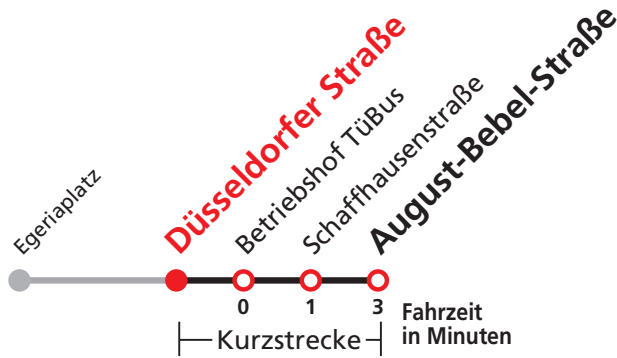 Egeriaplatz
Düsseldorfer Straße
Betriebshof TüBus
Schaffhausenstraße
August-Bebel-Straße
0 1 3 Fahrzeit
in Minuten
Kurzstrecke